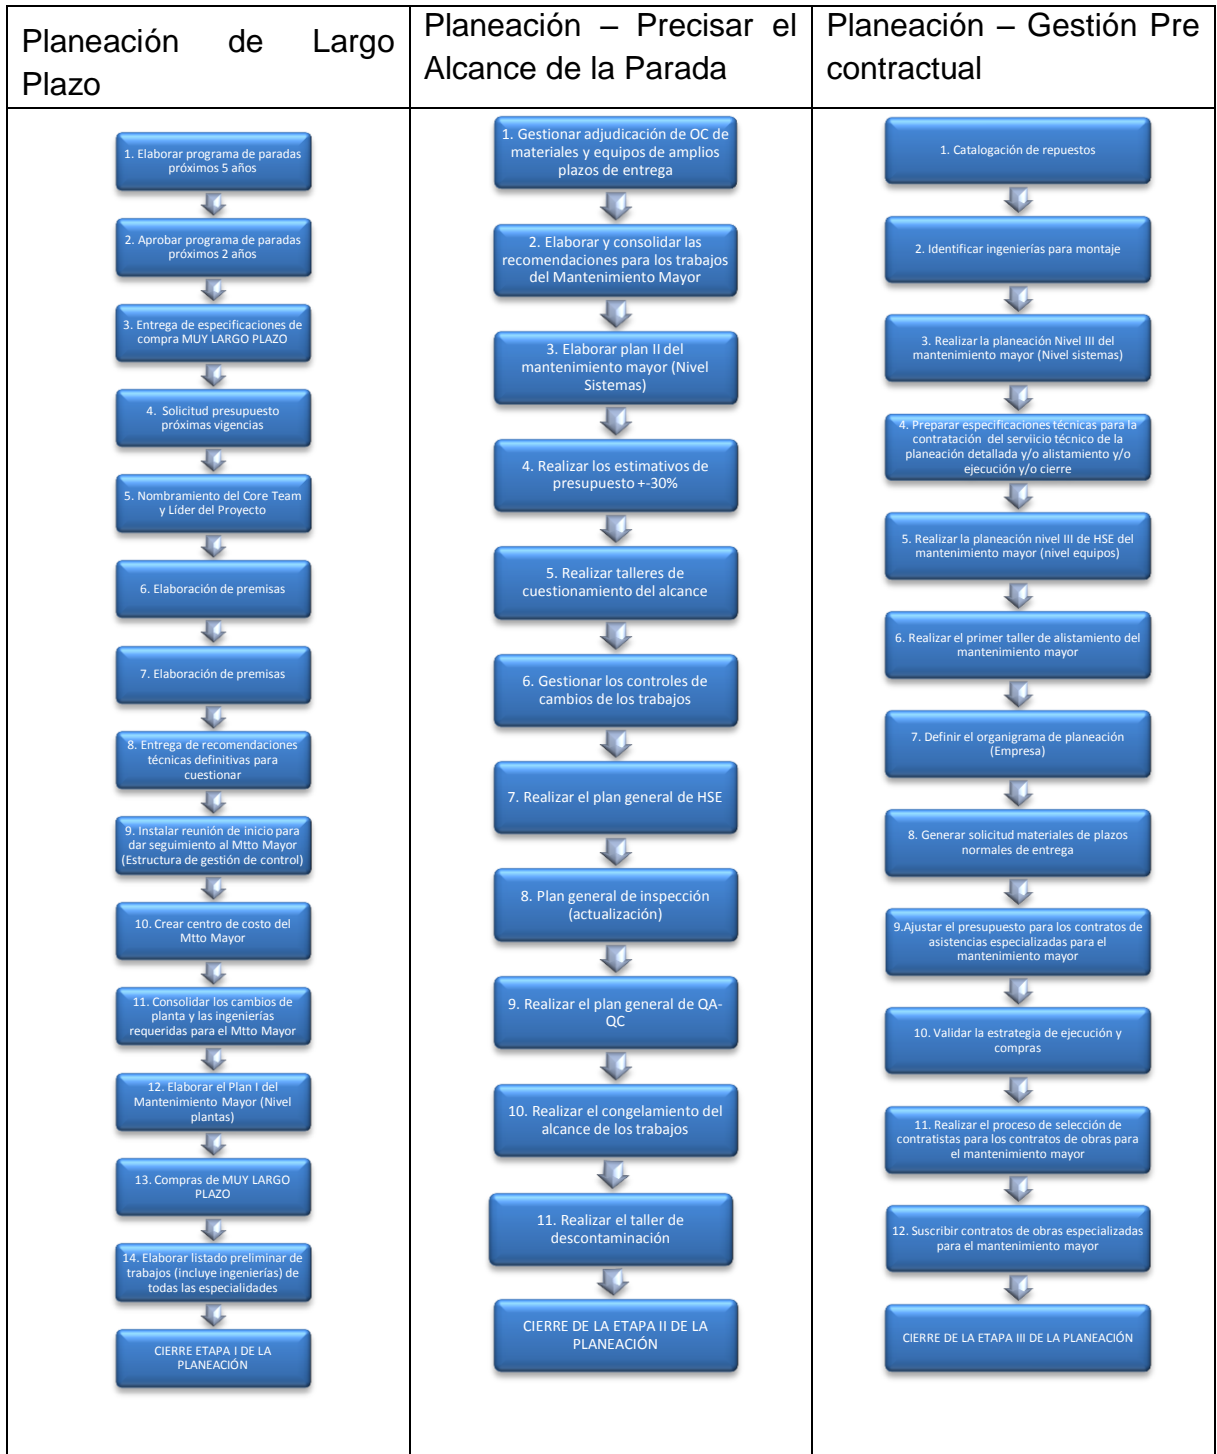 Planeación de Largo
Plazo
1. Elaborar programa de paradas
próximos 5 años
2. Aprobar programa de paradas
próximos 2 años
3. Entrega de especificaciones de
compra MUY LARGO PLAZO
4. Solicitud presupuesto
próximas vigencias
5. Nombramiento del Core Team
y Líder del Proyecto
6. Elaboración de premisas
7. Elaboración de premisas
8. Entrega de recomendaciones
técnicas definitivas para
cuestionar
9. Instalar reunión de inicio para
dar seguimiento al Mtto Mayor
(Estructura de gestión de control)
10. Crear centro de costo del
Mtto Mayor
11. Consolidar los cambios de
planta y las ingenierías
requeridas para el Mtto Mayor
12. Elaborar el Plan I del
Mantenimiento Mayor (Nivel
plantas)
13. Compras de MUY LARGO
PLAZO
14. Elaborar listado preliminar de
trabajos (incluye ingenierías) de
todas las especialidades
CIERRE ETAPA I DE LA
PLANEACIÓN
Planeación – Precisar el
Alcance de la Parada
1. Gestionar adjudicación de OC de
materiales y equipos de amplios
plazos de entrega
2. Elaborar y consolidar las
recomendaciones para los trabajos
del Mantenimiento Mayor
3. Elaborar plan II del
mantenimiento mayor (Nivel
Sistemas)
4. Realizar los estimativos de
presupuesto +-30%
5. Realizar talleres de
cuestionamiento del alcance
6. Gestionar los controles de
cambios de los trabajos
7. Realizar el plan general de HSE
8. Plan general de inspección
(actualización)
9. Realizar el plan general de QA-
QC
10. Realizar el congelamiento del
alcance de los trabajos
11. Realizar el taller de
descontaminación
CIERRE DE LA ETAPA II DE LA
PLANEACIÓN
Planeación – Gestión Pre
contractual
1. Catalogación de repuestos
2. Identificar ingenierías para montaje
3. Realizar la planeación Nivel III del
mantenimiento mayor (Nivel sistemas)
4. Preparar especificaciones técnicas para la
contratación del serviicio técnico de la
planeación detallada y/o alistamiento y/o
ejecución y/o cierre
5. Realizar la planeación nivel III de HSE del
mantenimiento mayor (nivel equipos)
6. Realizar el primer taller de alistamiento del
mantenimiento mayor
7. Definir el organigrama de planeación
(Empresa)
8. Generar solicitud materiales de plazos
normales de entrega
9.Ajustar el presupuesto para los contratos de
asistencias especializadas para el
mantenimiento mayor
10. Validar la estrategia de ejecución y
compras
11. Realizar el proceso de selección de
contratistas para los contratos de obras para
el mantenimiento mayor
12. Suscribir contratos de obras especializadas
para el mantenimiento mayor
CIERRE DE LA ETAPA III DE LA PLANEACIÓN